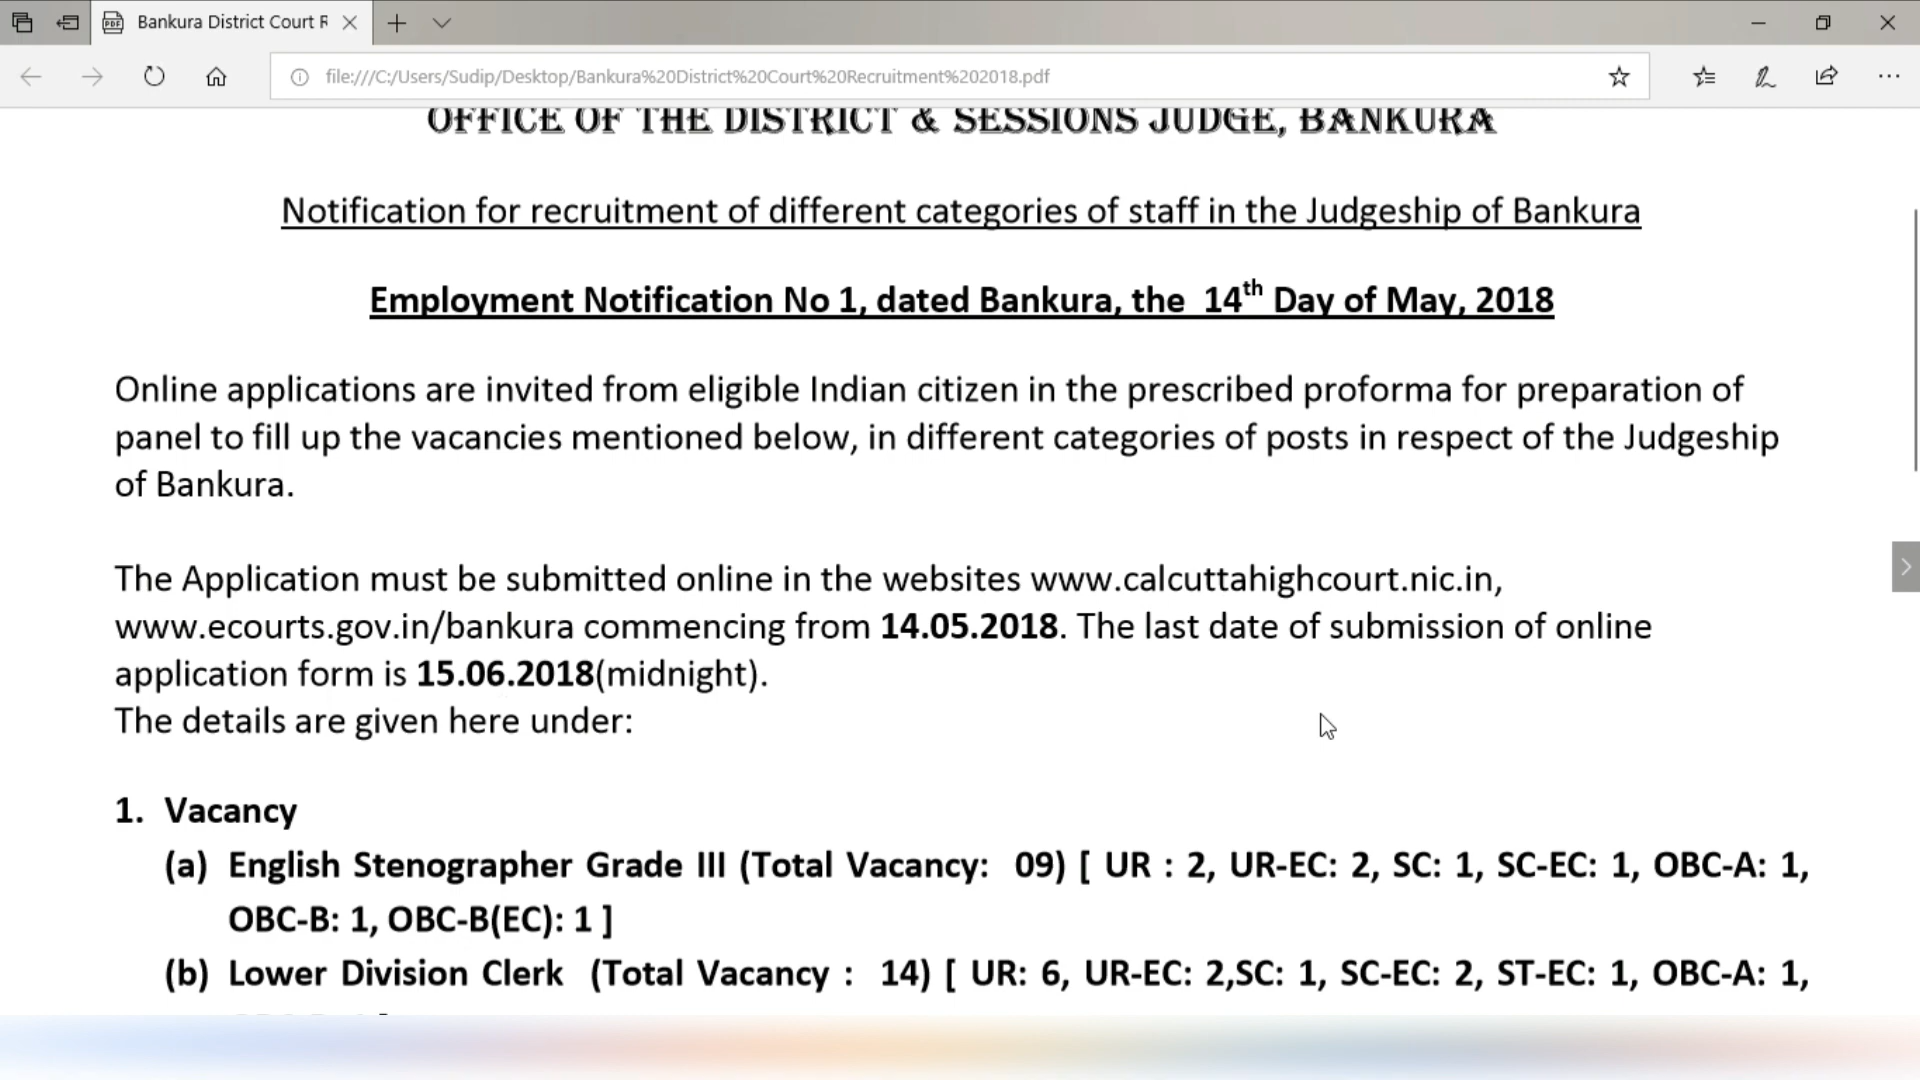 Bankura District Court R
file:///C:/Users/Sudip/Desktop/Bankura%20District%20Court%20Recruitment%202018.pdf
OFFICE OF THE DISTRICT & SESSIONS JUDGE, BANKURA
Notification for recruitment of different categories of staff in the Judgeship of Bankura
Employment Notification No 1, dated Bankura, the 14th Day of May, 2018
Online applications are invited from eligible Indian citizen in the prescribed proforma for preparation of
panel to fill up the vacancies mentioned below, in different categories of posts in respect of the Judgeship
of Bankura.
The Application must be submitted online in the websites www.calcuttahighcourt.nic.in,
www.ecourts.gov.in/bankura commencing from 14.05.2018. The last date of submission of online
application form is 15.06.2018(midnight).
The details are given here under:
1. Vacancy
(a) English Stenographer Grade III (Total Vacancy: 09) [ UR : 2, UR-EC: 2, SC: 1, SC-EC: 1, OBC-A: 1,
OBC-B: 1, OBC-B(EC): 1 ]
(b) Lower Division Clerk (Total Vacancy : 14) [ UR: 6, UR-EC: 2,SC: 1, SC-EC: 2, ST-EC: 1, OBC-A: 1,